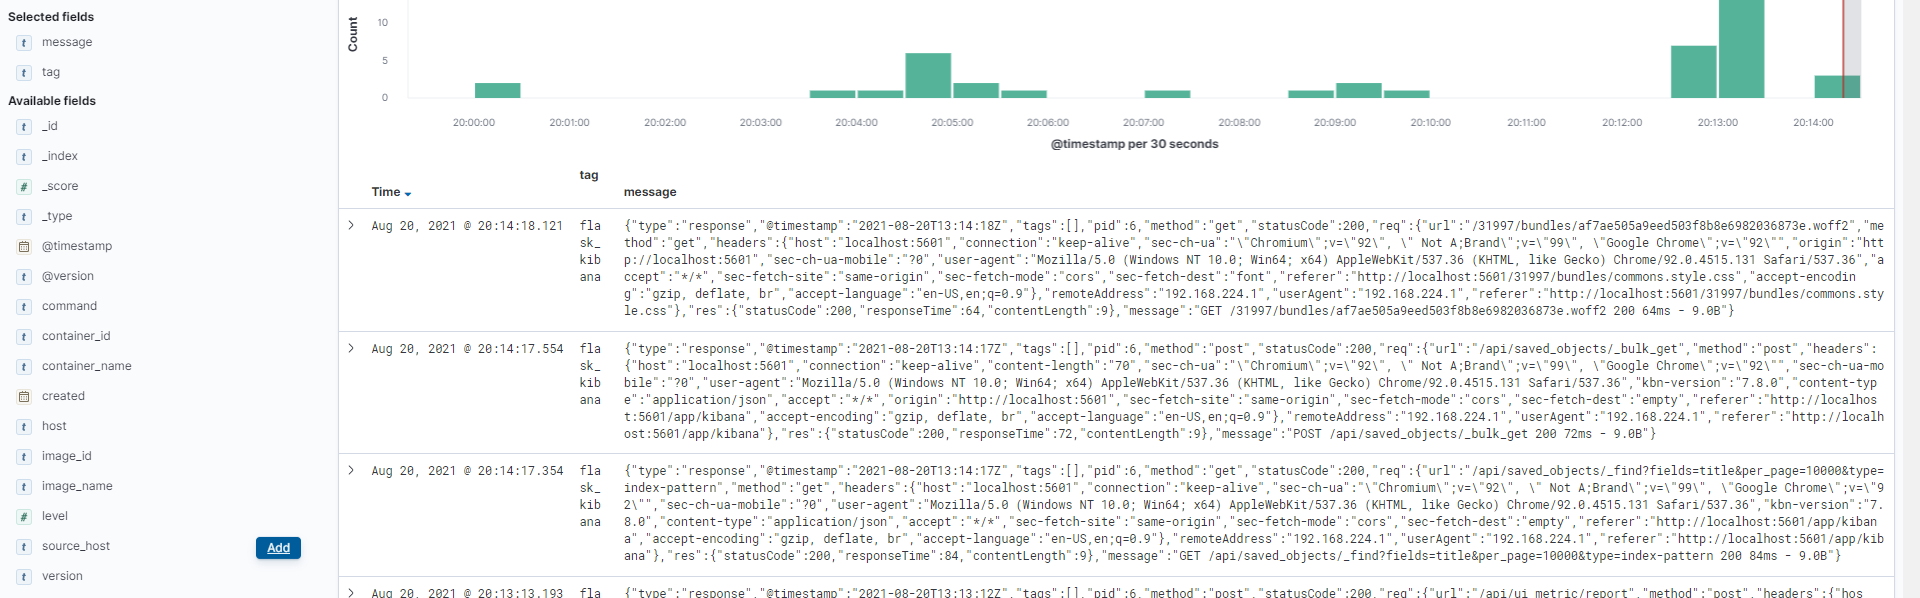 Selected fields
t message
t tag
Available fields
t _id
t _index
# _score
t _type
@timestamp
t @version
t command
t container_id
t container_name
created
t host
t image_id
t image_name
# level
t source_host Add
t version
Count
10
5
0
20:00:00 20:01:00 20:02:00 20:03:00 20:04:00 20:05:00 20:06:00 20:07:00 20:08:00 20:09:00 20:10:00 20:11:00 20:12:00 20:13:00 20:14:00
@timestamp per 30 seconds
Time tag message
Aug 20, 2021 @ 20:14:18.121
fla
sk_
kib
ana
{"type":"response","@timestamp":"2021-08-20T13:14:18Z","tags":[],"pid":6,"method":"get","statusCode":200,"req":{"url":"/31997/bundles/af7ae505a9eed503f8b8e6982036873e.woff2","me
thod":"get","headers":{"host":"localhost:5601","connection":"keep-alive","sec-ch-ua":"\"Chromium\";v=\"92\", \" Not A;Brand\";v=\"99\", \"Google Chrome\";v=\"92\"","origin":"htt
p://localhost:5601","sec-ch-ua-mobile":"?0","user-agent":"Mozilla/5.0 (Windows NT 10.0; Win64; x64) AppleWebKit/537.36 (KHTML, like Gecko) Chrome/92.0.4515.131 Safari/537.36","a
ccept":"*/*","sec-fetch-site":"same-origin","sec-fetch-mode":"cors","sec-fetch-dest":"font","referer":"http://localhost:5601/31997/bundles/commons.style.css","accept-encodin
g":"gzip, deflate, br","accept-language":"en-US,en;q=0.9"},"remoteAddress":"192.168.224.1","userAgent":"192.168.224.1","referer":"http://localhost:5601/31997/bundles/commons.sty
le.css"},"res":{"statusCode":200,"responseTime":64,"contentLength":9},"message":"GET /31997/bundles/af7ae505a9eed503f8b8e6982036873e.woff2 200 64ms - 9.0B"}
Aug 20, 2021 @ 20:14:17.554
fla
sk_
kib
ana
{"type":"response","@timestamp":"2021-08-20T13:14:17Z","tags":[],"pid":6,"method":"post","statusCode":200,"req":{"url":"/api/saved_objects/_bulk_get","method":"post","headers":
{"host":"localhost:5601","connection":"keep-alive","content-length":"70","sec-ch-ua":"\"Chromium\";v=\"92\", \" Not A;Brand\";v=\"99\", \"Google Chrome\";v=\"92\"","sec-ch-ua-mo
bile":"?0","user-agent":"Mozilla/5.0 (Windows NT 10.0; Win64; x64) AppleWebKit/537.36 (KHTML, like Gecko) Chrome/92.0.4515.131 Safari/537.36","kbn-version":"7.8.0","content-typ
e":"application/json","accept":"*/*","origin":"http://localhost:5601","sec-fetch-site":"same-origin","sec-fetch-mode":"cors","sec-fetch-dest":"empty","referer":"http://localhos
t:5601/app/kibana","accept-encoding":"gzip, deflate, br","accept-language":"en-US,en;q=0.9"},"remoteAddress":"192.168.224.1","userAgent":"192.168.224.1","referer":"http://localh
ost:5601/app/kibana"},"res":{"statusCode":200,"responseTime":72,"contentLength":9},"message":"POST /api/saved_objects/_bulk_get 200 72ms - 9.0B"}
Aug 20, 2021 @ 20:14:17.354
fla
sk_
kib
ana
{"type":"response","@timestamp":"2021-08-20T13:14:17Z","tags":[],"pid":6,"method":"get","statusCode":200,"req":{"url":"/api/saved_objects/_find?fields=title&per_page=10000&type=
index-pattern","method":"get","headers":{"host":"localhost:5601","connection":"keep-alive","sec-ch-ua":"\"Chromium\";v=\"92\", \" Not A;Brand\";v=\"99\", \"Google Chrome\";v=\"9
2\"","sec-ch-ua-mobile":"?0","user-agent":"Mozilla/5.0 (Windows NT 10.0; Win64; x64) AppleWebKit/537.36 (KHTML, like Gecko) Chrome/92.0.4515.131 Safari/537.36","kbn-version":"7.
8.0","content-type":"application/json","accept":"*/*","sec-fetch-site":"same-origin","sec-fetch-mode":"cors","sec-fetch-dest":"empty","referer":"http://localhost:5601/app/kiban
a","accept-encoding":"gzip, deflate, br","accept-language":"en-US,en;q=0.9"},"remoteAddress":"192.168.224.1","userAgent":"192.168.224.1","referer":"http://localhost:5601/app/kib
ana"},"res":{"statusCode":200,"responseTime":84,"contentLength":9},"message":"GET /api/saved_objects/_find?fields=title&per_page=10000&type=index-pattern 200 84ms - 9.0B"}
Aug 20, 2021 @ 20:13:13.193
fla
{"type":"response","@timestamp":"2021-08-20T13:13:12Z","tags":[],"pid":6,"method":"post","statusCode":200,"req":{"url":"/api/ui_metric/report","method":"post","headers":{"hos